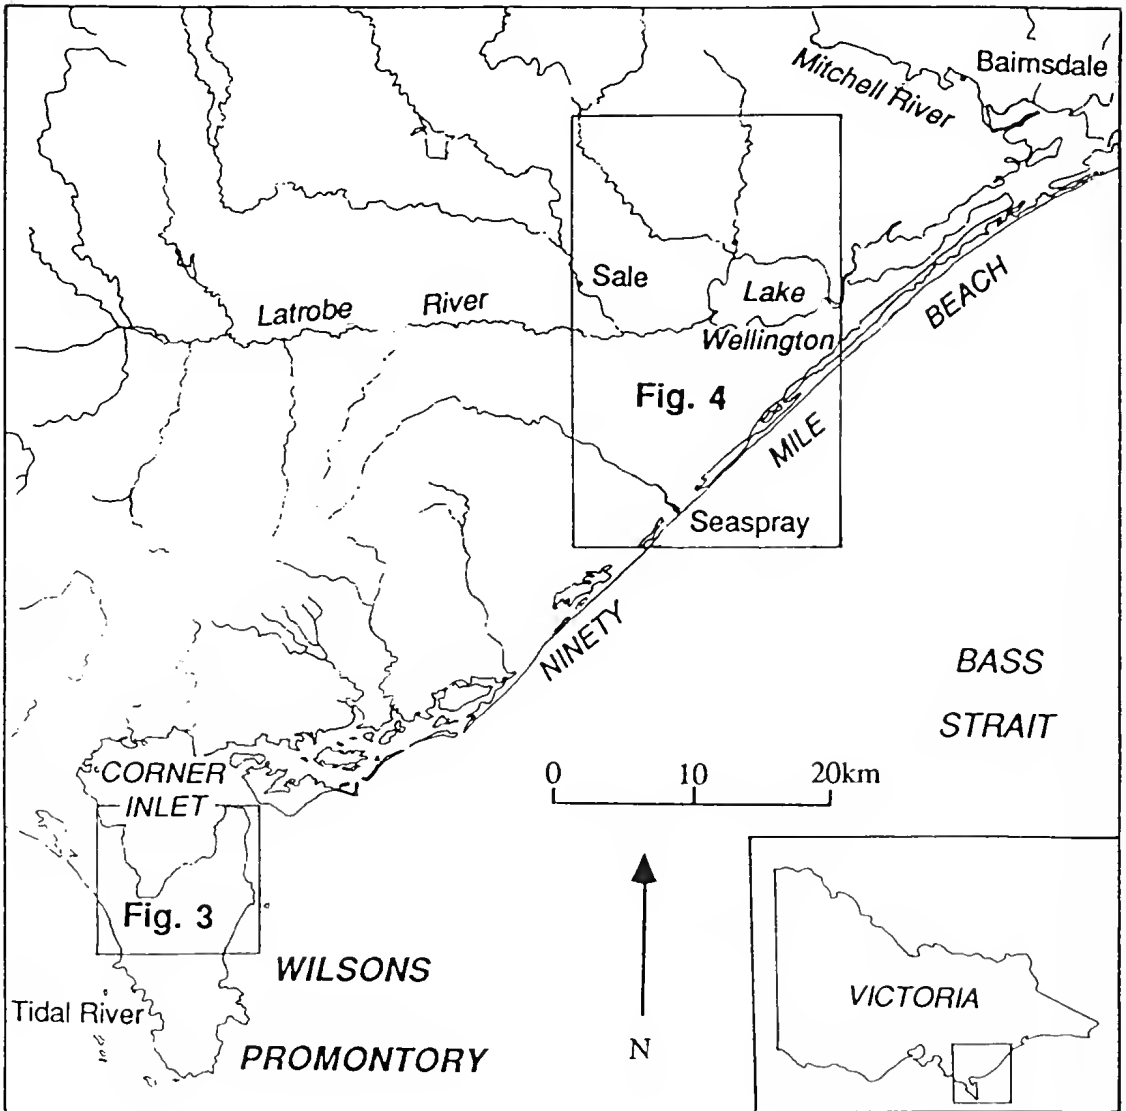 Mitchell River
Bairnsdale
Sale
Lake
Wellington
Latrobe River
BEACH
Fig. 4
MILE
Seaspray
NINETY
BASS
STRAIT
CORNER
INLET
0 10 20km
Fig. 3
WILSONS
PROMONTORY
Tidal River
N
VICTORIA